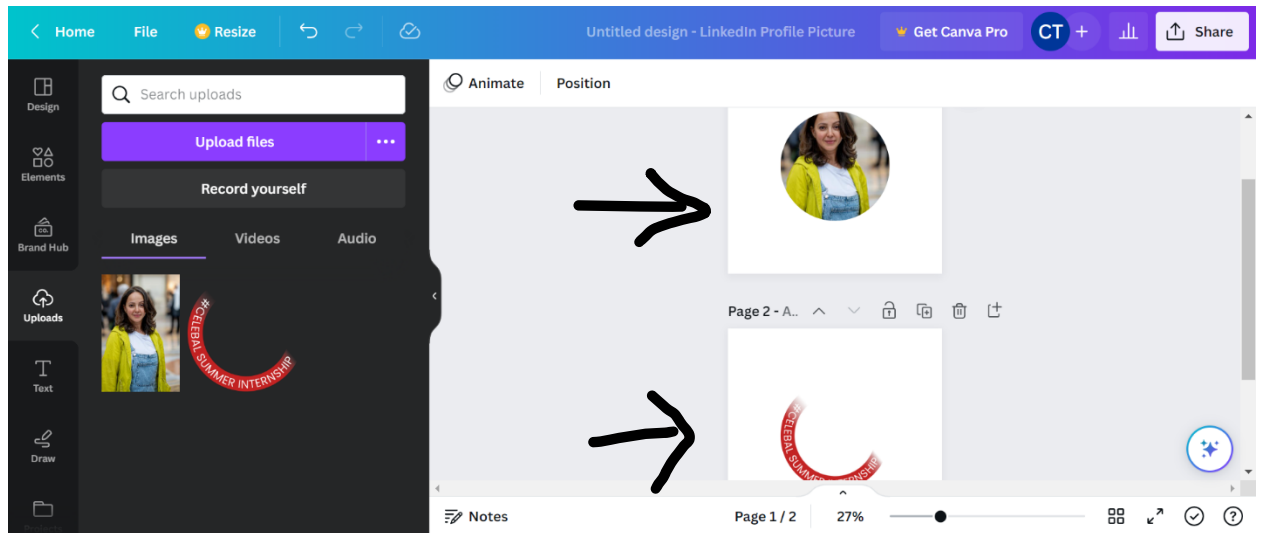 Home File Resize Untitled design - LinkedIn Profile Picture Get Canva Pro CT + Share
Design
Elements
Brand Hub
Uploads
Text
Draw
Projects
Search uploads
Upload files
Record yourself
Images Videos Audio
#CELEBAL SUMMER INTERNSHIP
Animate Position
Page 2 - A..
#CELEBAL SUMMER INTERNSHIP
Notes Page 1 / 2 27%